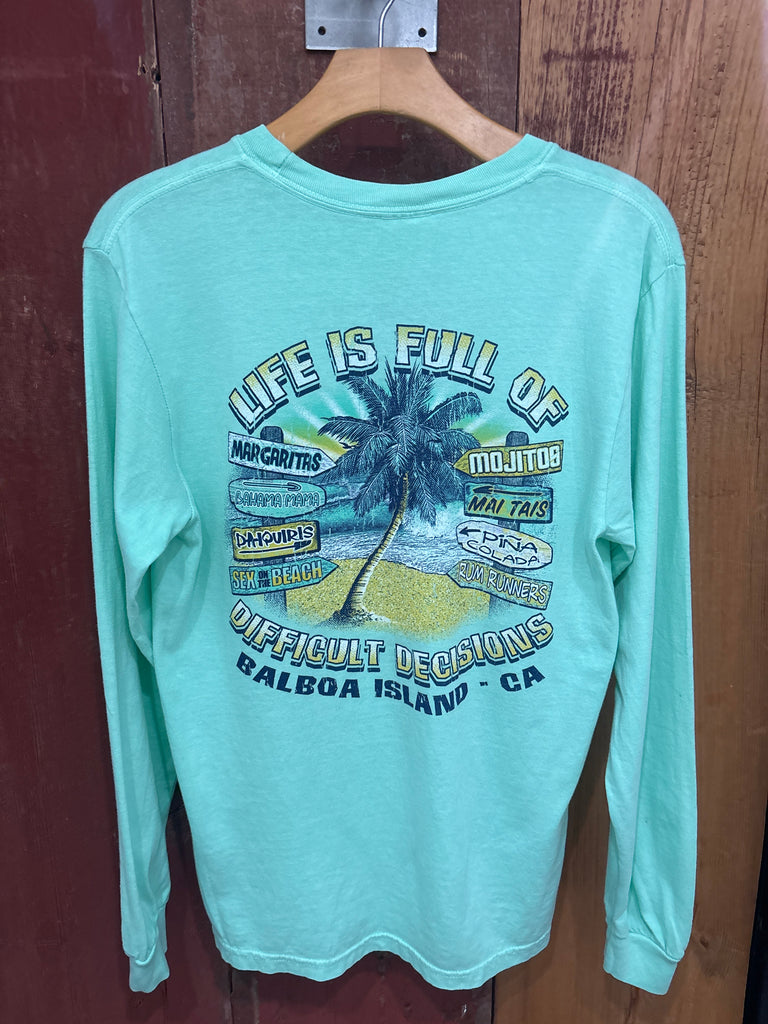 LIFE IS FULL OF
MARGARITAS
BAHAMA MAMA
DAIQUIRIS
SEX ON THE BEACH
MOJITOS
MAI TAIS
PIÑA
COLADA
RUM RUNNERS
DIFFICULT DECISIONS
BALBOA ISLAND - CA